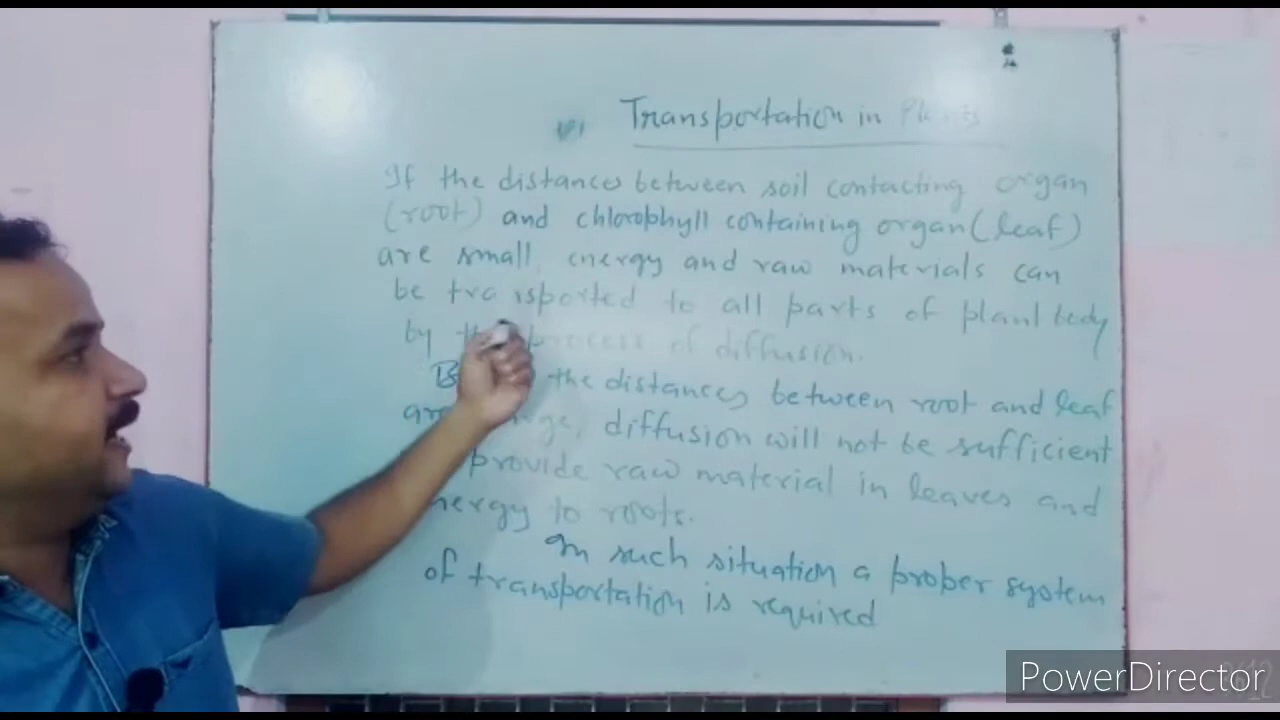 Transportation in Plants
If the distances between soil contacting organ
(root) and chlorophyll containing organ (leaf)
are small, energy and raw materials can
be transported to all parts of plant body
by the process of diffusion.
the distances between root and leaf
diffusion will not be sufficient
provide raw material in leaves and
energy to roots.
In such situation a proper system
of transportation is required
PowerDirector